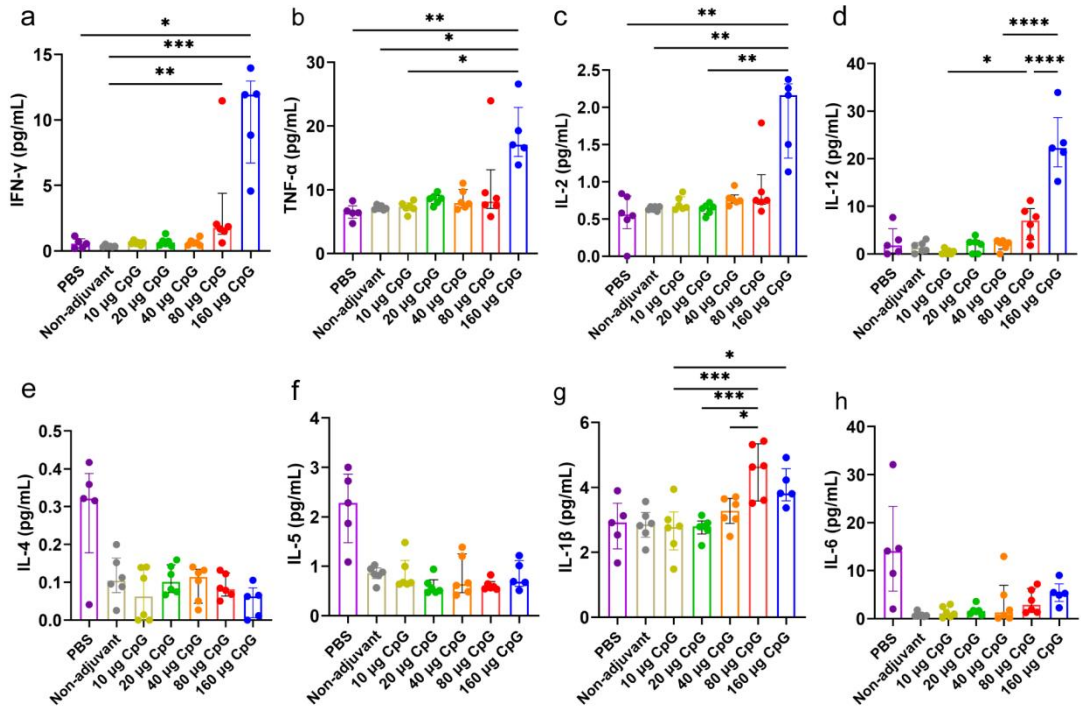 a
*
***
**
IFN-γ (pg/mL)
15
10
5
0
PBS
Non-adjuvant
10 μg CpG
20 μg CpG
40 μg CpG
80 μg CpG
160 μg CpG
b
**
*
*
TNF-α (pg/mL)
30
20
10
0
PBS
Non-adjuvant
10 μg CpG
20 μg CpG
40 μg CpG
80 μg CpG
160 μg CpG
c
**
**
**
IL-2 (pg/mL)
2.5
2.0
1.5
1.0
0.5
0.0
PBS
Non-adjuvant
10 μg CpG
20 μg CpG
40 μg CpG
80 μg CpG
160 μg CpG
d
****
* ****
IL-12 (pg/mL)
40
30
20
10
0
PBS
Non-adjuvant
10 μg CpG
20 μg CpG
40 μg CpG
80 μg CpG
160 μg CpG
e
IL-4 (pg/mL)
0.5
0.4
0.3
0.2
0.1
0.0
PBS
Non-adjuvant
10 μg CpG
20 μg CpG
40 μg CpG
80 μg CpG
160 μg CpG
f
IL-5 (pg/mL)
4
3
2
1
0
PBS
Non-adjuvant
10 μg CpG
20 μg CpG
40 μg CpG
80 μg CpG
160 μg CpG
g
*
***
***
*
IL-1β (pg/mL)
6
4
2
0
PBS
Non-adjuvant
10 μg CpG
20 μg CpG
40 μg CpG
80 μg CpG
160 μg CpG
h
IL-6 (pg/mL)
40
30
20
10
0
PBS
Non-adjuvant
10 μg CpG
20 μg CpG
40 μg CpG
80 μg CpG
160 μg CpG